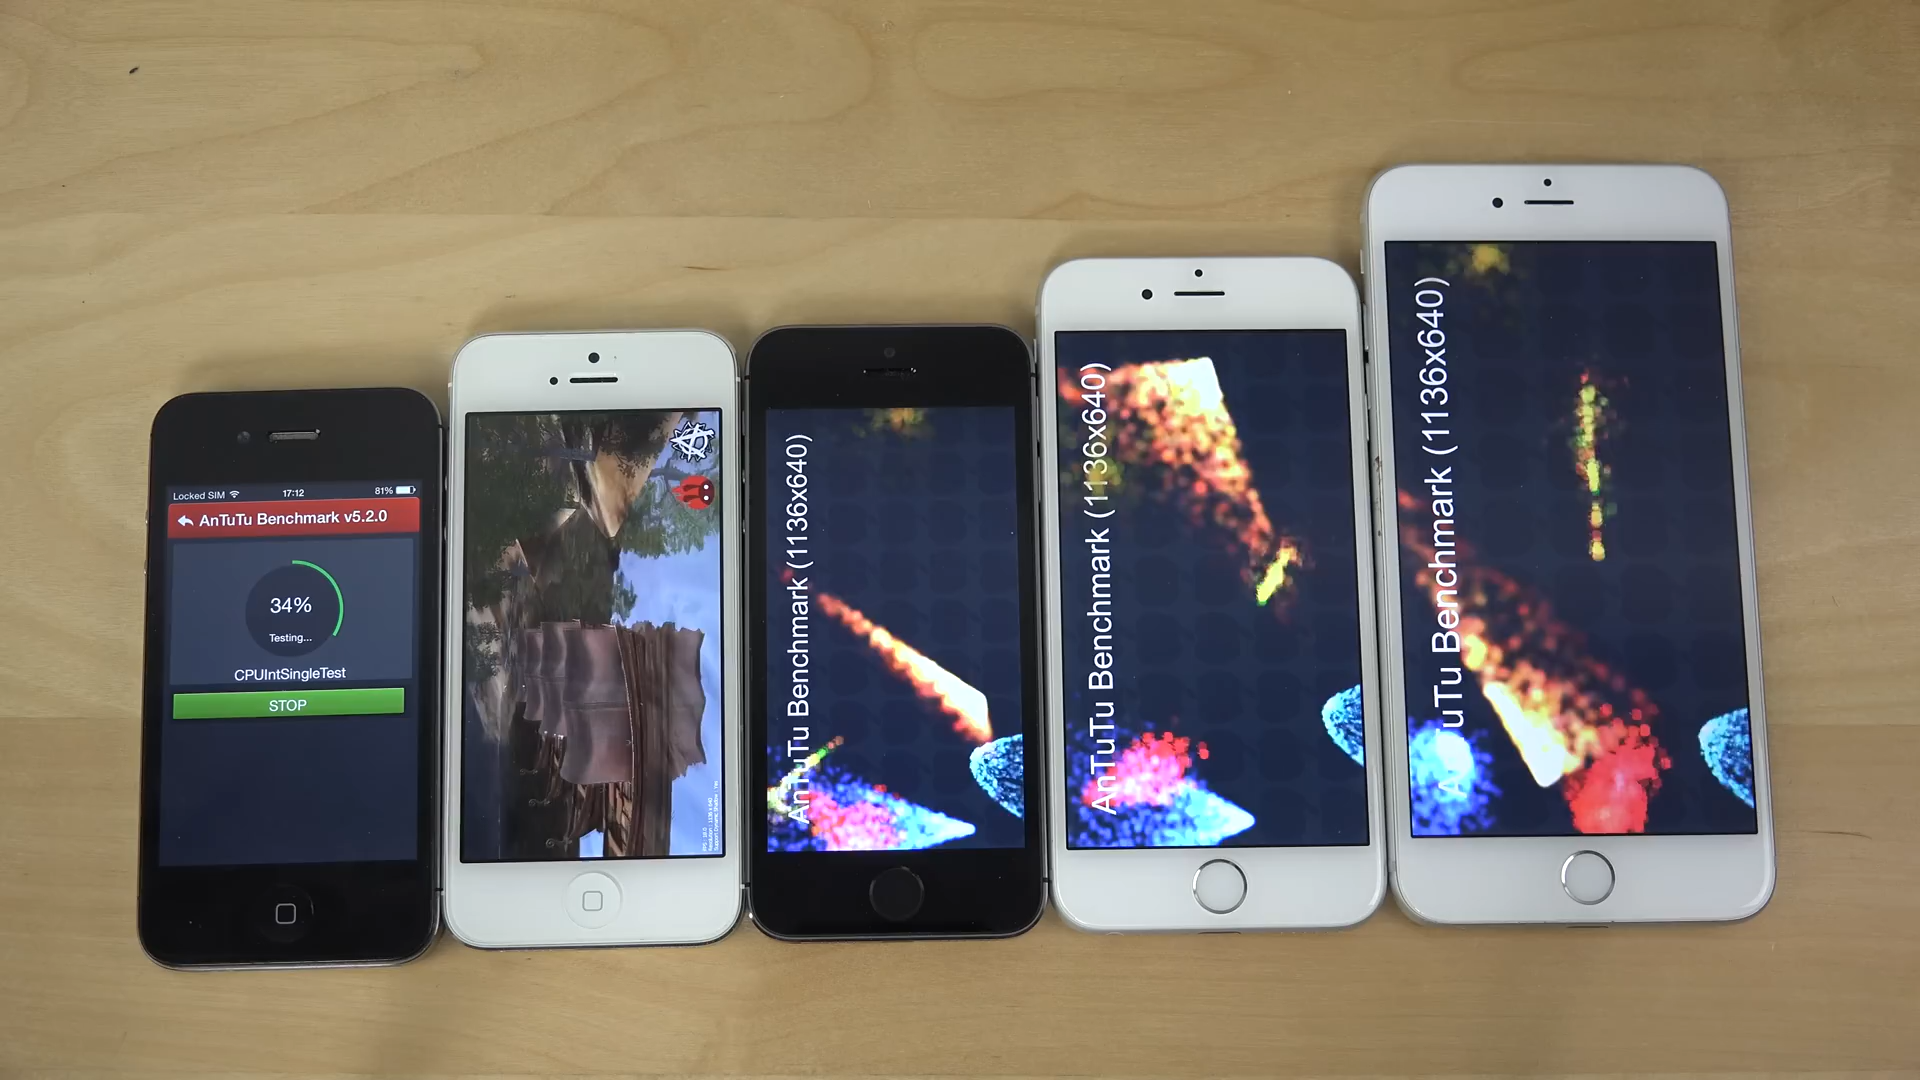 Locked SIM 17:12 81%
AnTuTu Benchmark v5.2.0
34%
Testing...
CPUIntSingleTest
STOP
AnTuTu Benchmark (1136x640)
AnTuTu Benchmark (1136x640)
AnTuTu Benchmark (1136x640)